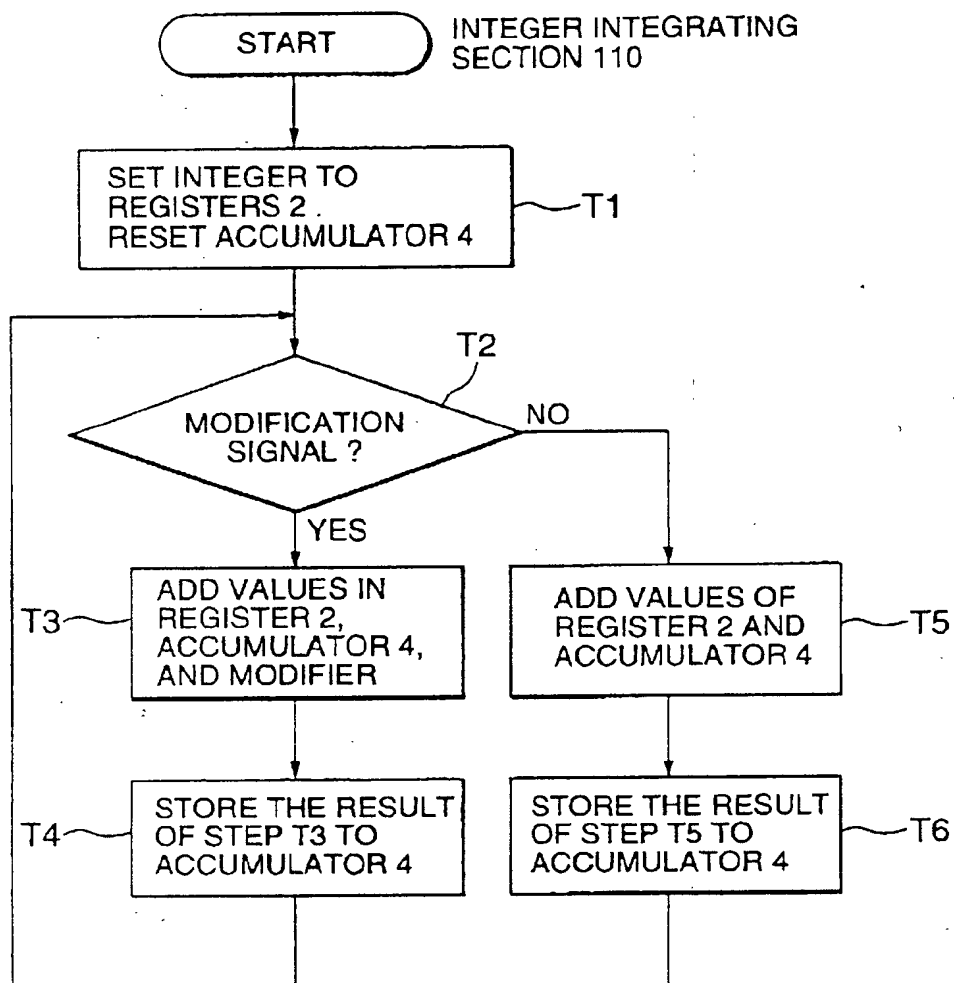 START
INTEGER INTEGRATING
SECTION 110
SET INTEGER TO
REGISTERS 2 .
RESET ACCUMULATOR 4
T1
T2
MODIFICATION
SIGNAL ?
NO
YES
T3
ADD VALUES IN
REGISTER 2,
ACCUMULATOR 4,
AND MODIFIER
ADD VALUES OF
REGISTER 2 AND
ACCUMULATOR 4
T5
T4
STORE THE RESULT
OF STEP T3 TO
ACCUMULATOR 4
STORE THE RESULT
OF STEP T5 TO
ACCUMULATOR 4
T6